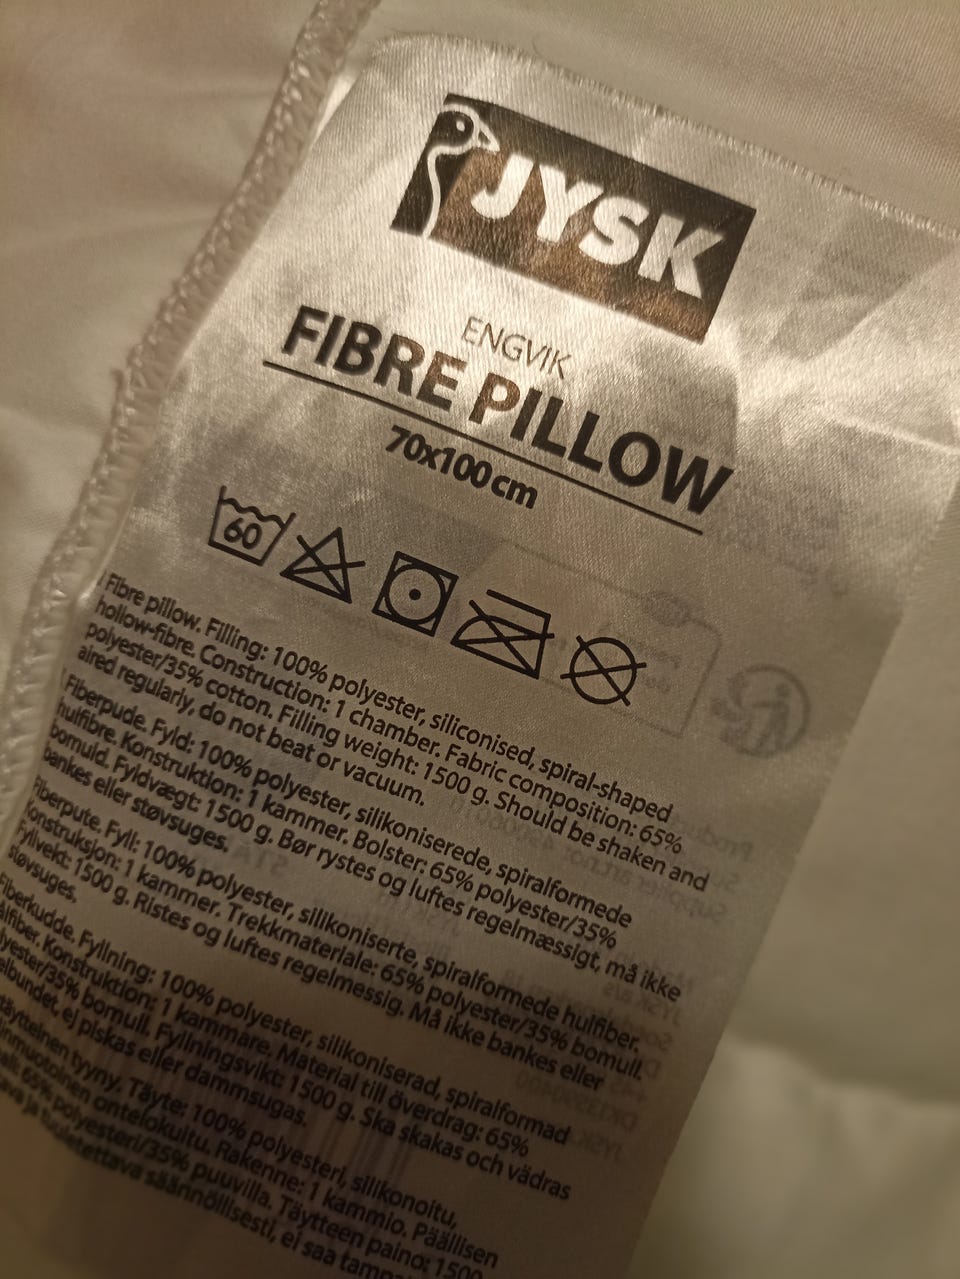 JYSK
ENGVIK
FIBRE PILLOW
70x100 cm
60
Fibre pillow. Filling: 100% polyester, siliconised, spiral-shaped
hollow-fibre. Construction: 1 chamber. Fabric composition: 65%
polyester/35% cotton. Filling weight: 1500 g. Should be shaken and
aired regularly, do not beat or vacuum.
Fiberpude. Fyld: 100% polyester, silikoniserede, spiralformede
hulfibre. Konstruktion: 1 kammer. Bolster: 65% polyester/35%
bomuld. Fyldvægt: 1500 g. Bør rystes og luftes regelmæssigt, må ikke
bankes eller støvsuges.
Fiberpute. Fyll: 100% polyester, silikoniserte, spiralformede hulfiber.
Konstruksjon: 1 kammer. Trekkmateriale: 65% polyester/35% bomull.
Fyllvekt: 1500 g. Ristes og luftes regelmessig. Må ikke bankes eller
støvsuges.
Fiberkudde. Fyllning: 100% polyester, silikoniserad, spiralformad
Konstruktion: 1 kammare. Material till överdrag: 65%
bomull. Fyllningsvikt: 1500 g. Ska skakas och vädras
ej piskas eller dammsugas.
tyyny. Täyte: 100% polyesteri, silikonoitu,
ontelokuitu. Rakenne: 1 kammio. Päällisen
65% polyesteri/35% puuvilla. Täytteen paino: 1500
ja tuuletettava säännöllisesti, ei saa